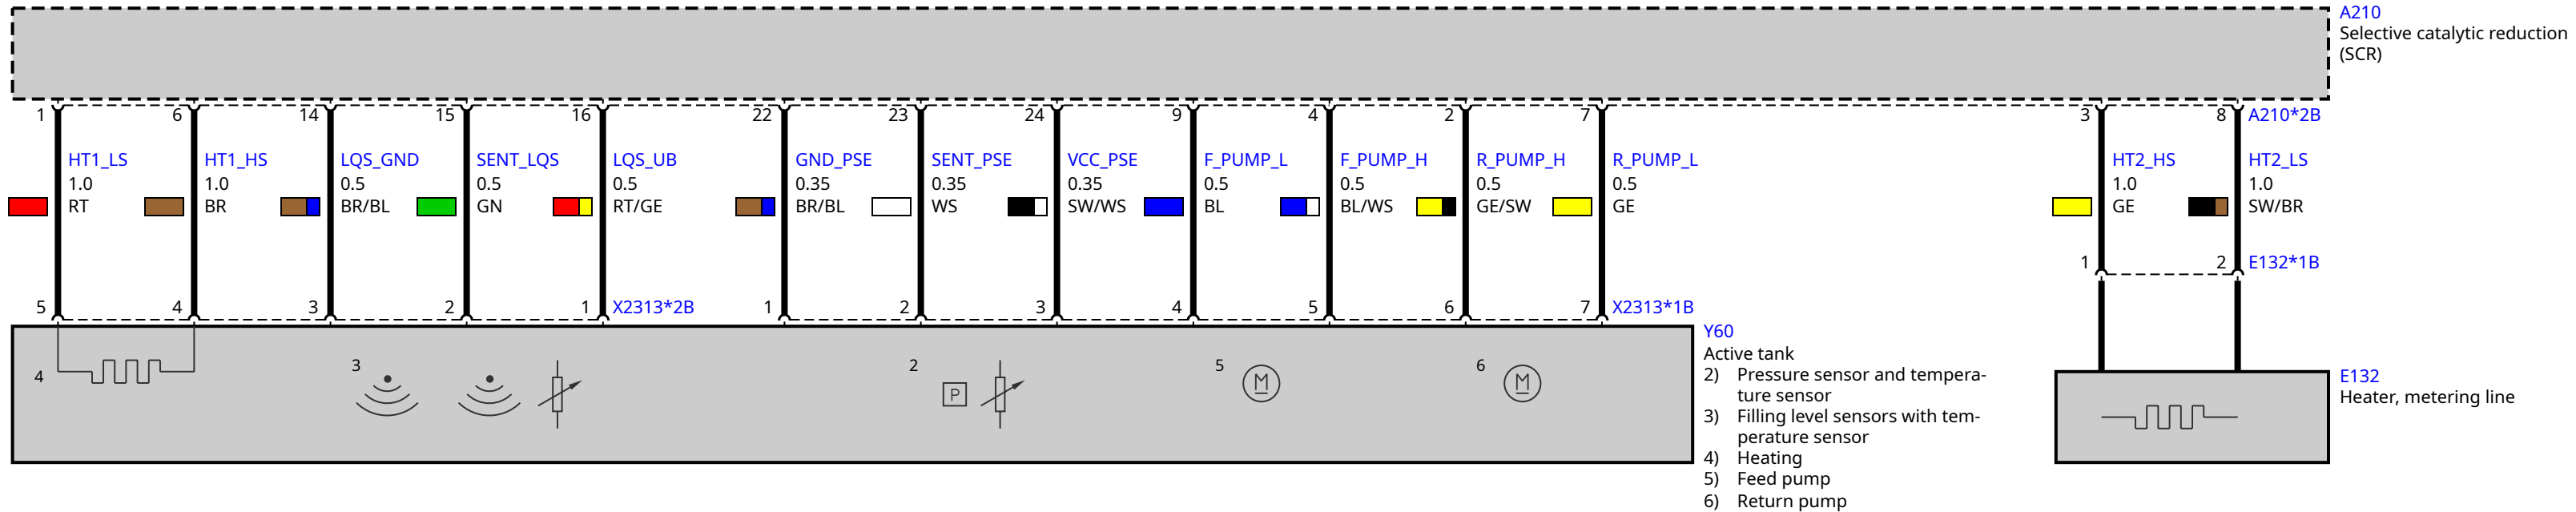 A210
Selective catalytic reduction
(SCR)
1 6 14 15 16 22 23 24 9 4 2 7 3 8 A210*2B
HT1_LS HT1_HS LQS_GND SENT_LQS LQS_UB GND_PSE SENT_PSE VCC_PSE F_PUMP_L F_PUMP_H R_PUMP_H R_PUMP_L HT2_HS HT2_LS
1.0 1.0 0.5 0.5 0.5 0.35 0.35 0.35 0.5 0.5 0.5 0.5 1.0 1.0
RT BR BR/BL GN RT/GE BR/BL WS SW/WS BL BL/WS GE/SW GE GE SW/BR
1 2 E132*1B
5 4 3 2 1 X2313*2B 1 2 3 4 5 6 7 X2313*1B
Y60
Active tank
2) Pressure sensor and tempera-
ture sensor
3) Filling level sensors with tem-
perature sensor
4) Heating
5) Feed pump
6) Return pump
4 3 2 P 5 M 6 M
E132
Heater, metering line